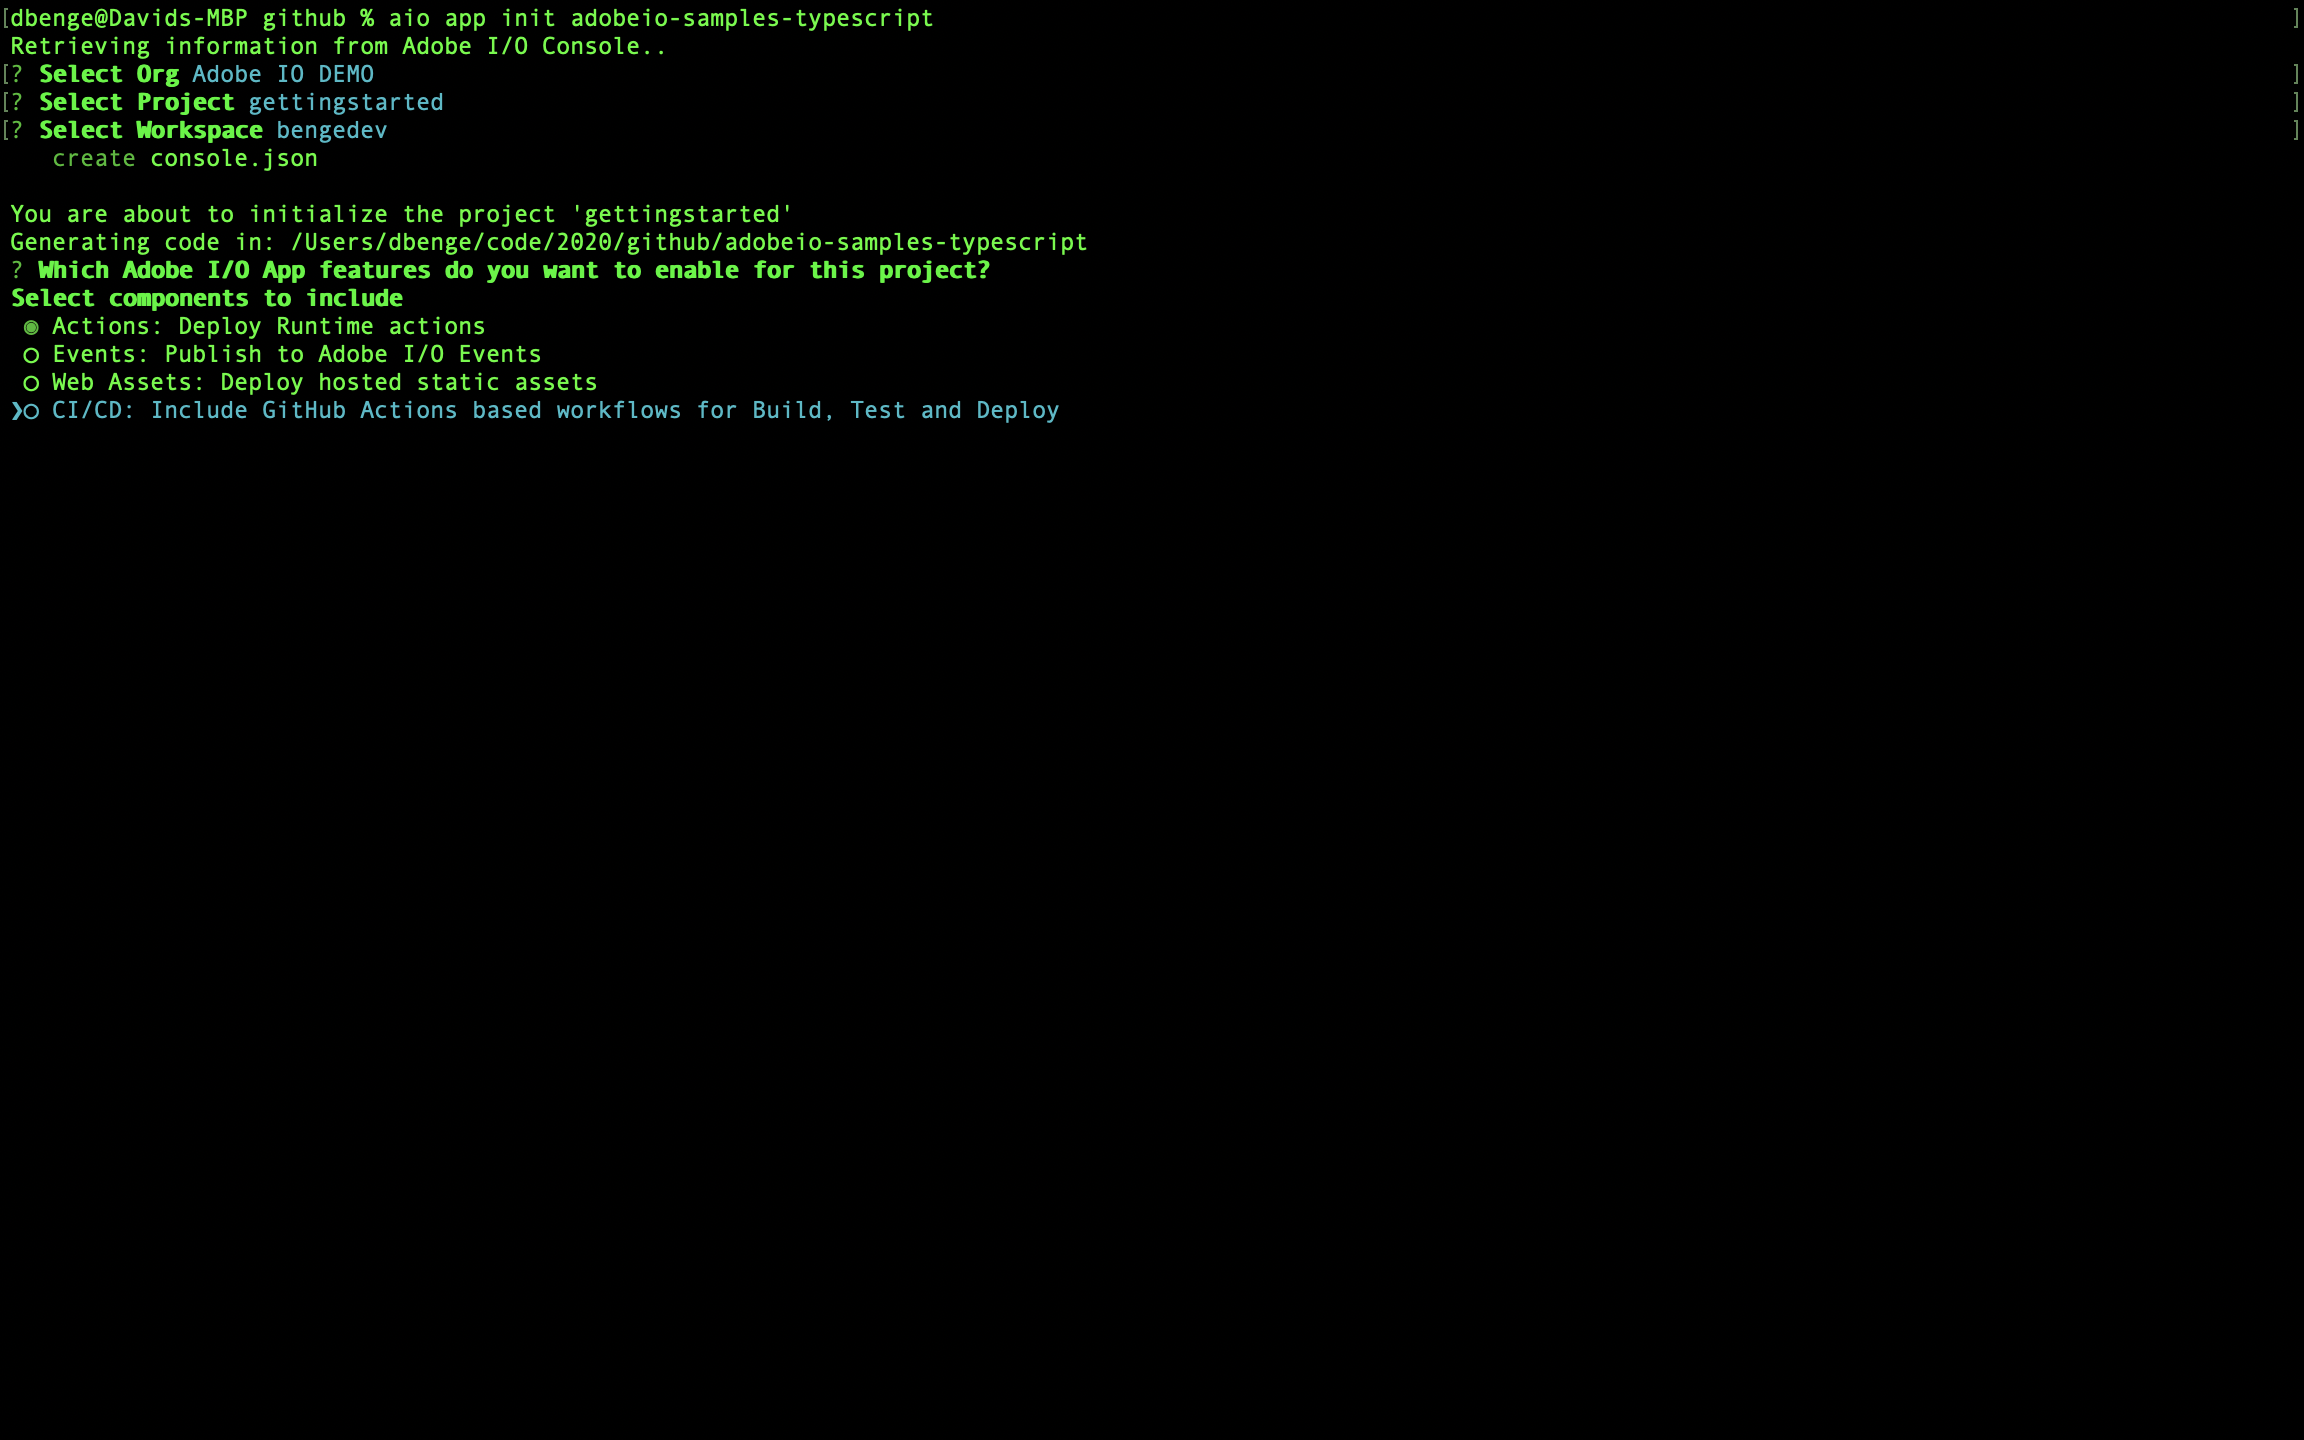 [dbenge@Davids-MBP github % aio app init adobeio-samples-typescript ]
Retrieving information from Adobe I/O Console..
[? Select Org Adobe IO DEMO ]
[? Select Project gettingstarted ]
[? Select Workspace bengedev ]
create console.json
You are about to initialize the project 'gettingstarted'
Generating code in: /Users/dbenge/code/2020/github/adobeio-samples-typescript
? Which Adobe I/O App features do you want to enable for this project?
Select components to include
◉ Actions: Deploy Runtime actions
◯ Events: Publish to Adobe I/O Events
◯ Web Assets: Deploy hosted static assets
❯◯ CI/CD: Include GitHub Actions based workflows for Build, Test and Deploy